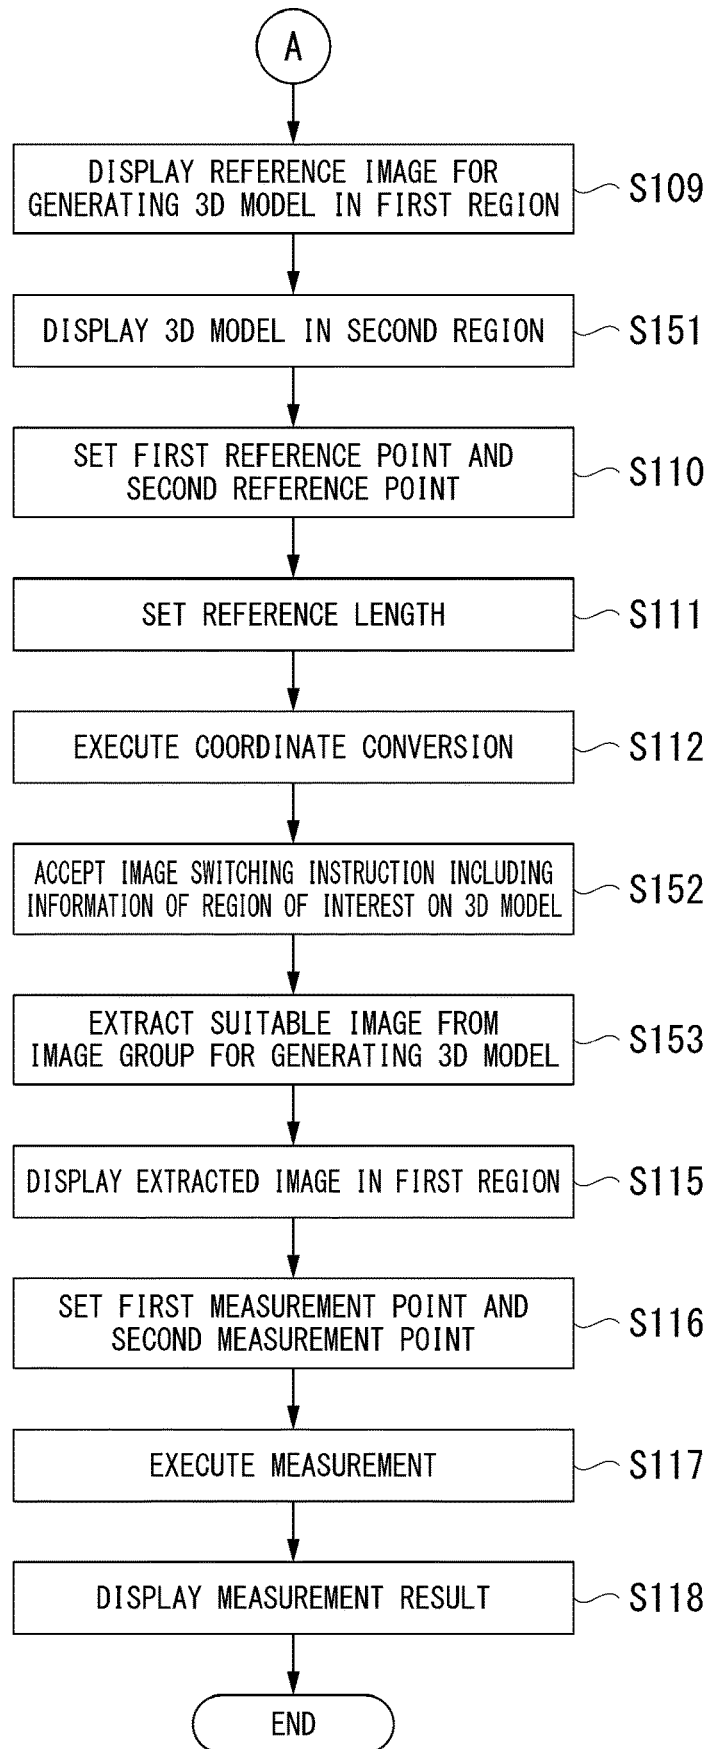 A
DISPLAY REFERENCE IMAGE FOR
GENERATING 3D MODEL IN FIRST REGION
S109
DISPLAY 3D MODEL IN SECOND REGION
S151
SET FIRST REFERENCE POINT AND
SECOND REFERENCE POINT
S110
SET REFERENCE LENGTH
S111
EXECUTE COORDINATE CONVERSION
S112
ACCEPT IMAGE SWITCHING INSTRUCTION INCLUDING
INFORMATION OF REGION OF INTEREST ON 3D MODEL
S152
EXTRACT SUITABLE IMAGE FROM
IMAGE GROUP FOR GENERATING 3D MODEL
S153
DISPLAY EXTRACTED IMAGE IN FIRST REGION
S115
SET FIRST MEASUREMENT POINT AND
SECOND MEASUREMENT POINT
S116
EXECUTE MEASUREMENT
S117
DISPLAY MEASUREMENT RESULT
S118
END